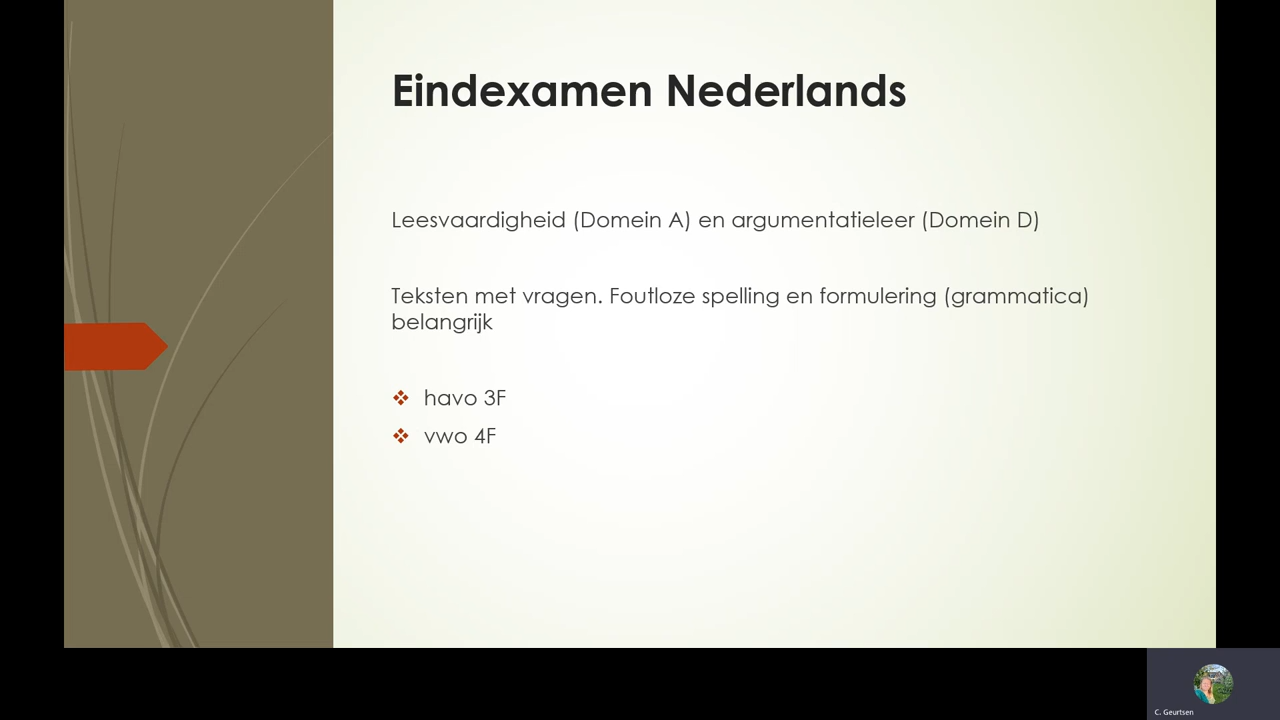 Eindexamen Nederlands
Leesvaardigheid (Domein A) en argumentatieleer (Domein D)
Teksten met vragen. Foutloze spelling en formulering (grammatica)
belangrijk
havo 3F
vwo 4F
C. Geurtsen